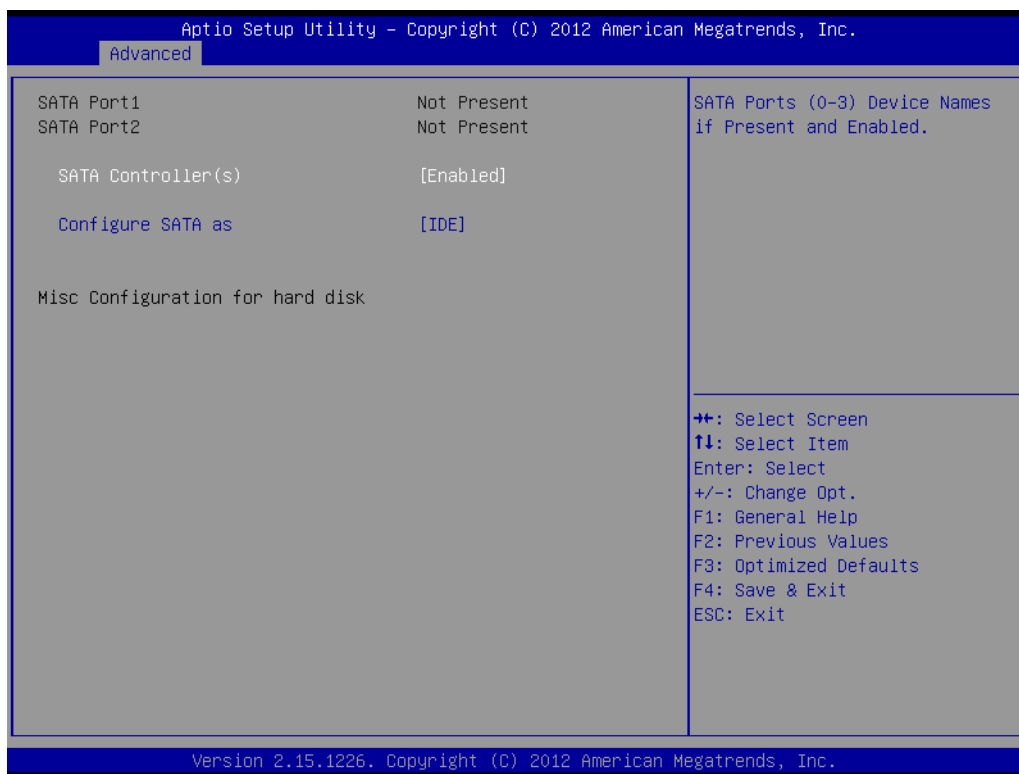 Aptio Setup Utility – Copyright (C) 2012 American Megatrends, Inc.
Advanced
SATA Port1 Not Present
SATA Port2 Not Present
SATA Controller(s) [Enabled]
Configure SATA as [IDE]
Misc Configuration for hard disk
SATA Ports (0-3) Device Names
if Present and Enabled.
→←: Select Screen
↑↓: Select Item
Enter: Select
+/-: Change Opt.
F1: General Help
F2: Previous Values
F3: Optimized Defaults
F4: Save & Exit
ESC: Exit
Version 2.15.1226. Copyright (C) 2012 American Megatrends, Inc.